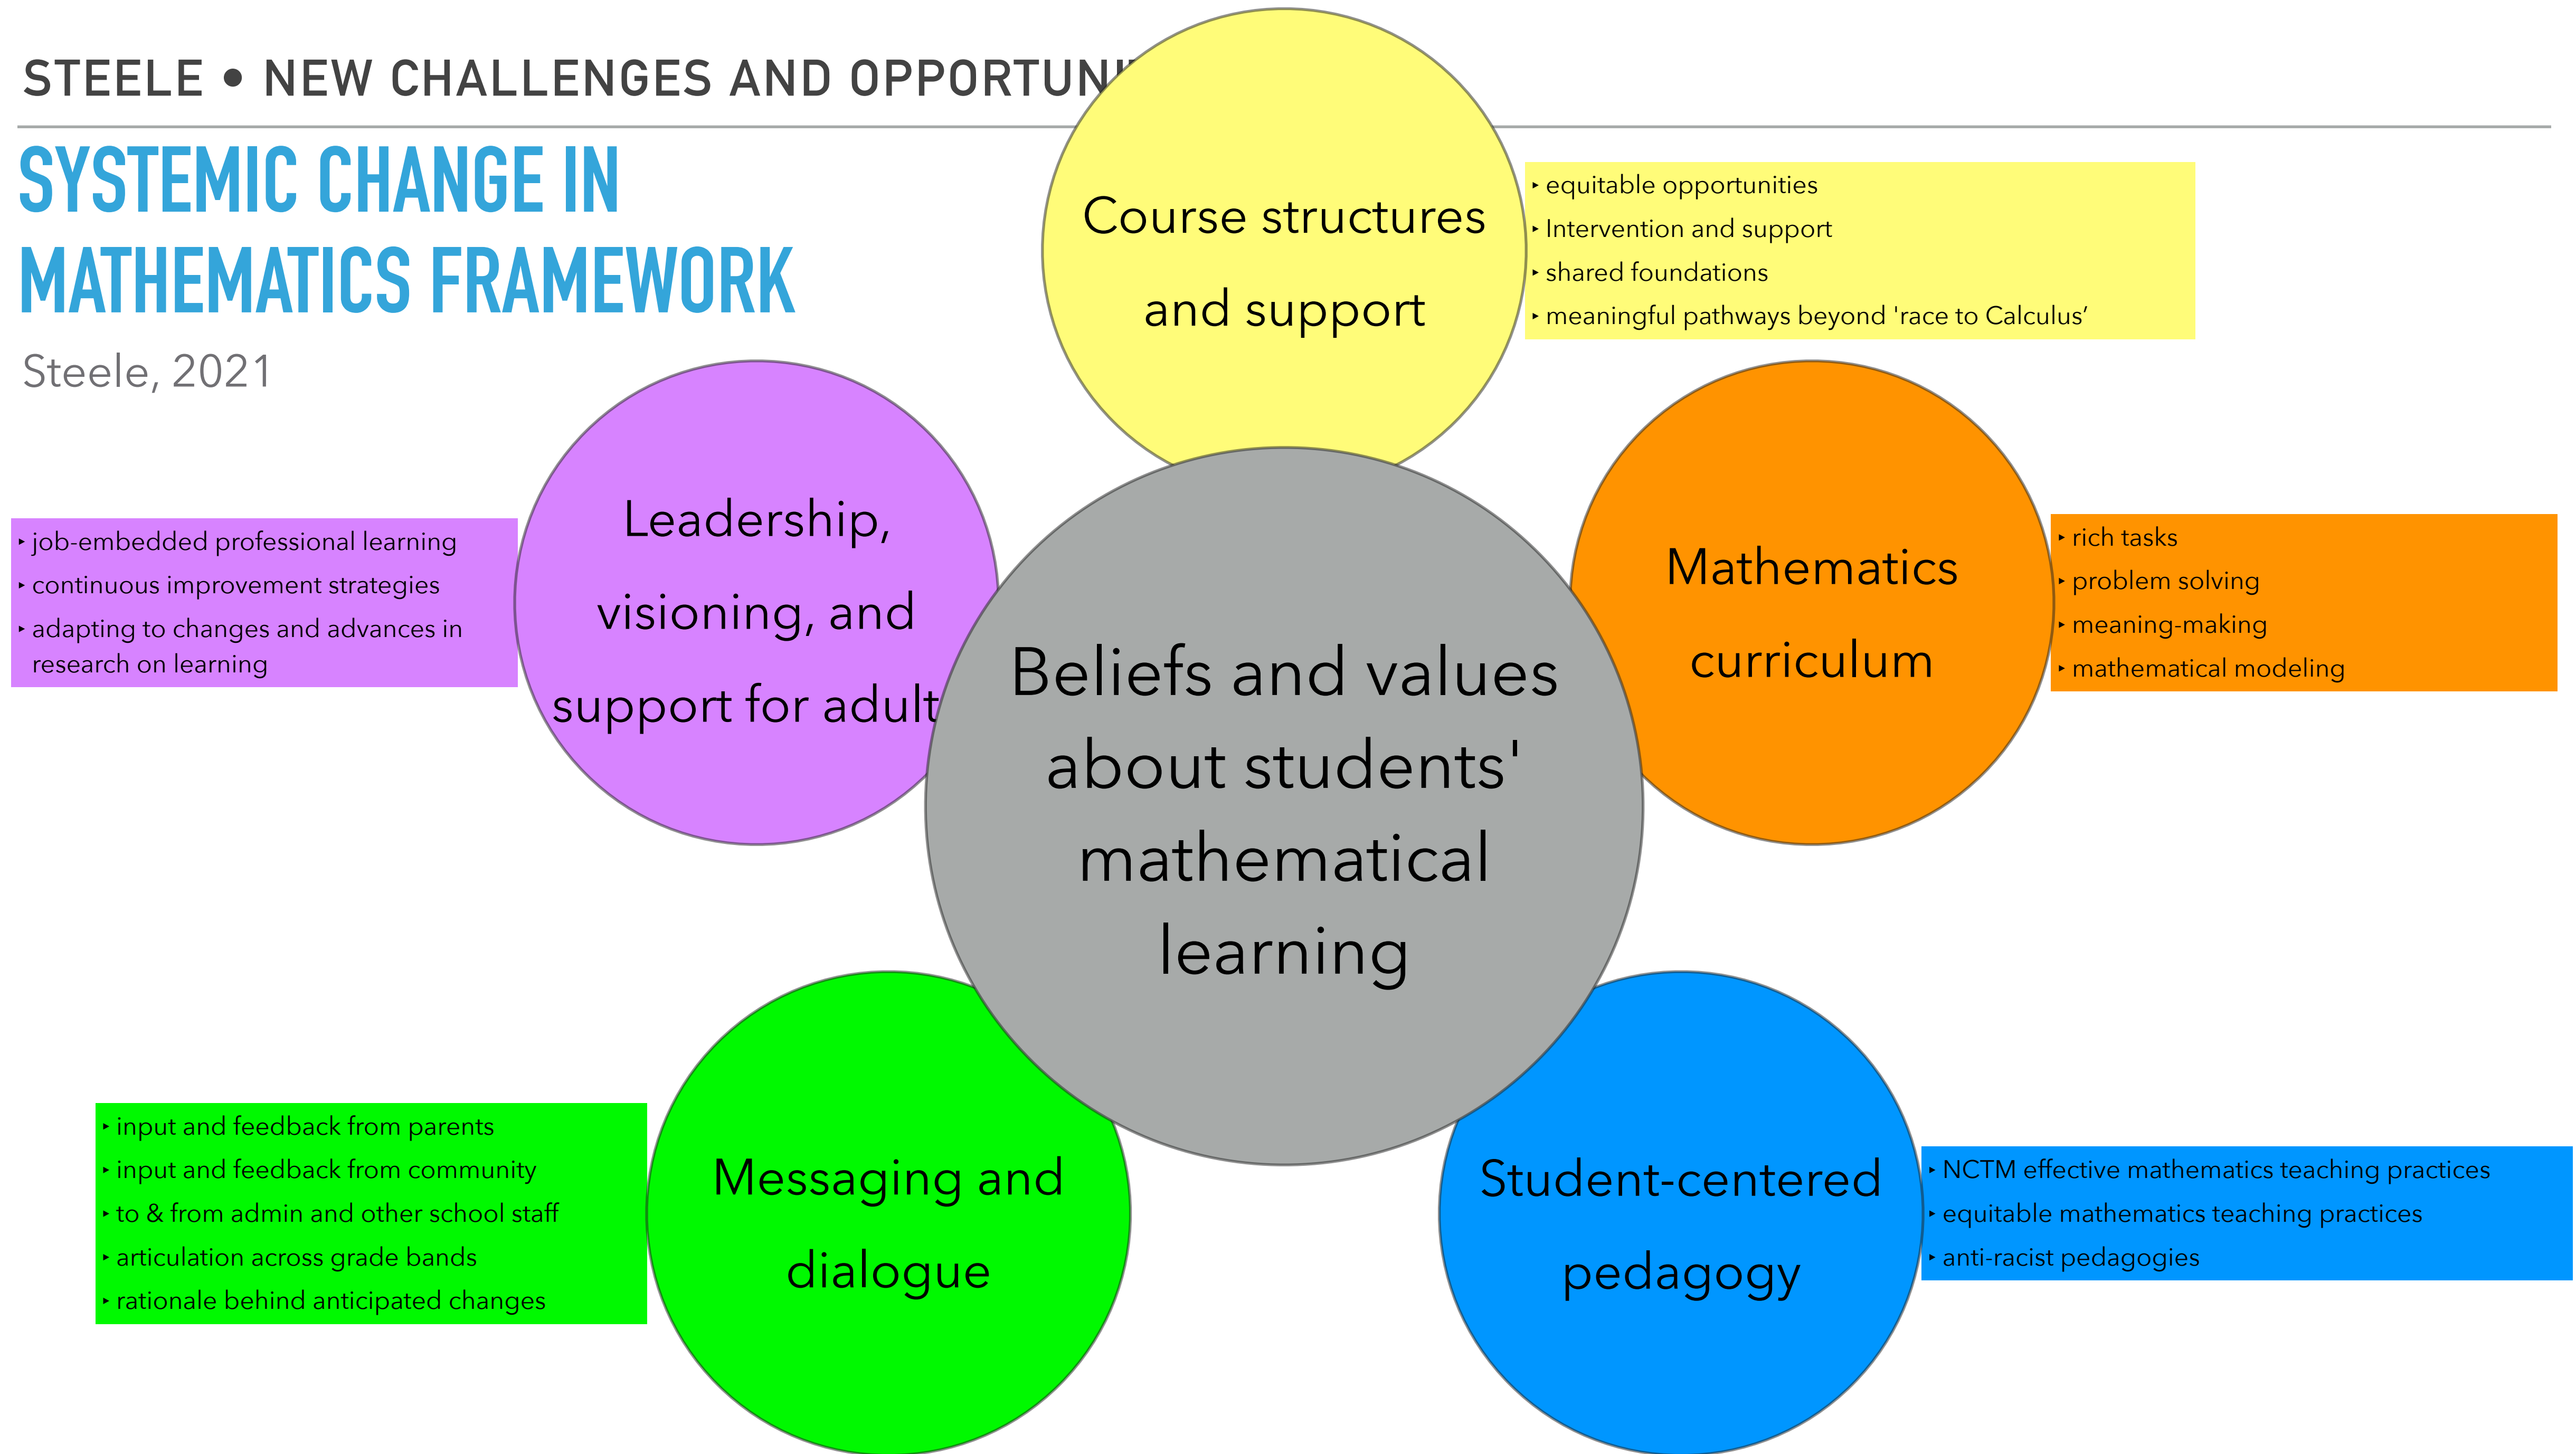 STEELE • NEW CHALLENGES AND OPPORTUNI
SYSTEMIC CHANGE IN
MATHEMATICS FRAMEWORK
Steele, 2021
Course structures
and support
‣ equitable opportunities
‣ Intervention and support
‣ shared foundations
‣ meaningful pathways beyond 'race to Calculus’
Leadership,
visioning, and
support for adult
‣ job-embedded professional learning
‣ continuous improvement strategies
‣ adapting to changes and advances in
research on learning
Mathematics
curriculum
‣ rich tasks
‣ problem solving
‣ meaning-making
‣ mathematical modeling
Beliefs and values
about students'
mathematical
learning
‣ input and feedback from parents
‣ input and feedback from community
‣ to & from admin and other school staff
‣ articulation across grade bands
‣ rationale behind anticipated changes
Messaging and
dialogue
Student-centered
pedagogy
‣ NCTM effective mathematics teaching practices
‣ equitable mathematics teaching practices
‣ anti-racist pedagogies